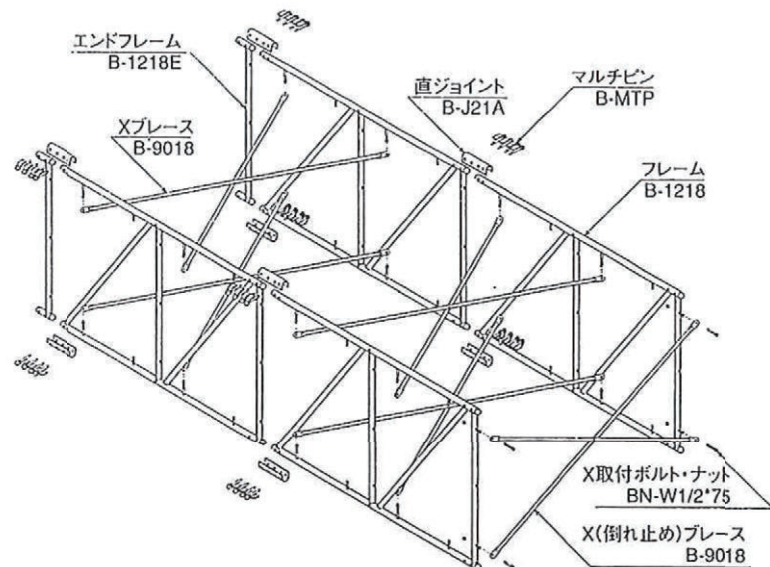 エンドフレーム
B-1218E
直ジョイント
B-J21A
マルチピン
B・MTP
Xブレース
B-9018
フレーム
B-1218
X取付ボルト・ナット
BN-W1/2*75
X(倒れ止め)ブレース
B-9018